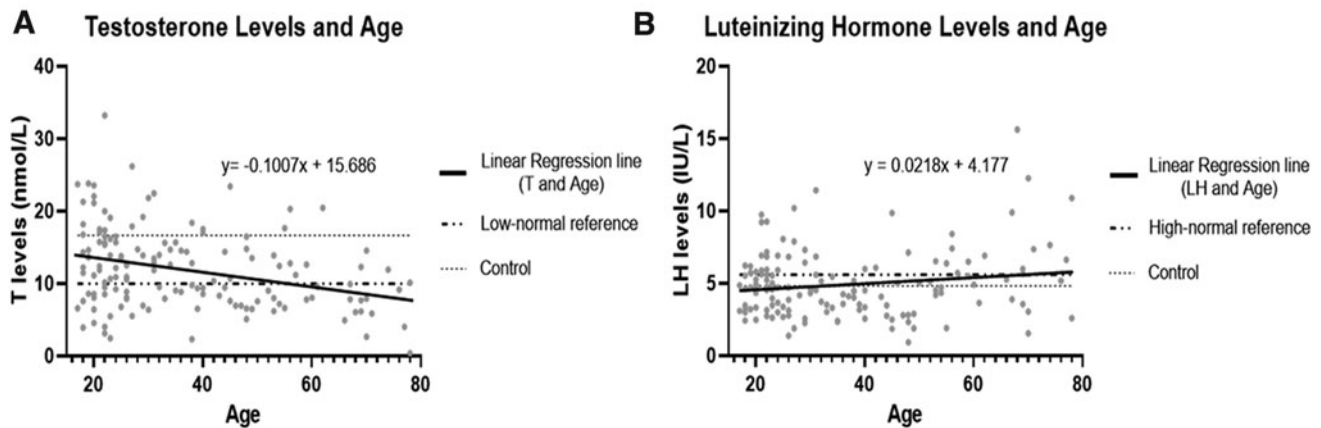 A
Testosterone Levels and Age
T levels (nmol/L)
40
30
20
10
0
y= -0.1007x + 15.686
20
40
60
80
Age
Linear Regression line
(T and Age)
Low-normal reference
Control
B
Luteinizing Hormone Levels and Age
LH levels (IU/L)
20
15
10
5
0
y = 0.0218x + 4.177
20
40
60
80
Age
Linear Regression line
(LH and Age)
High-normal reference
Control